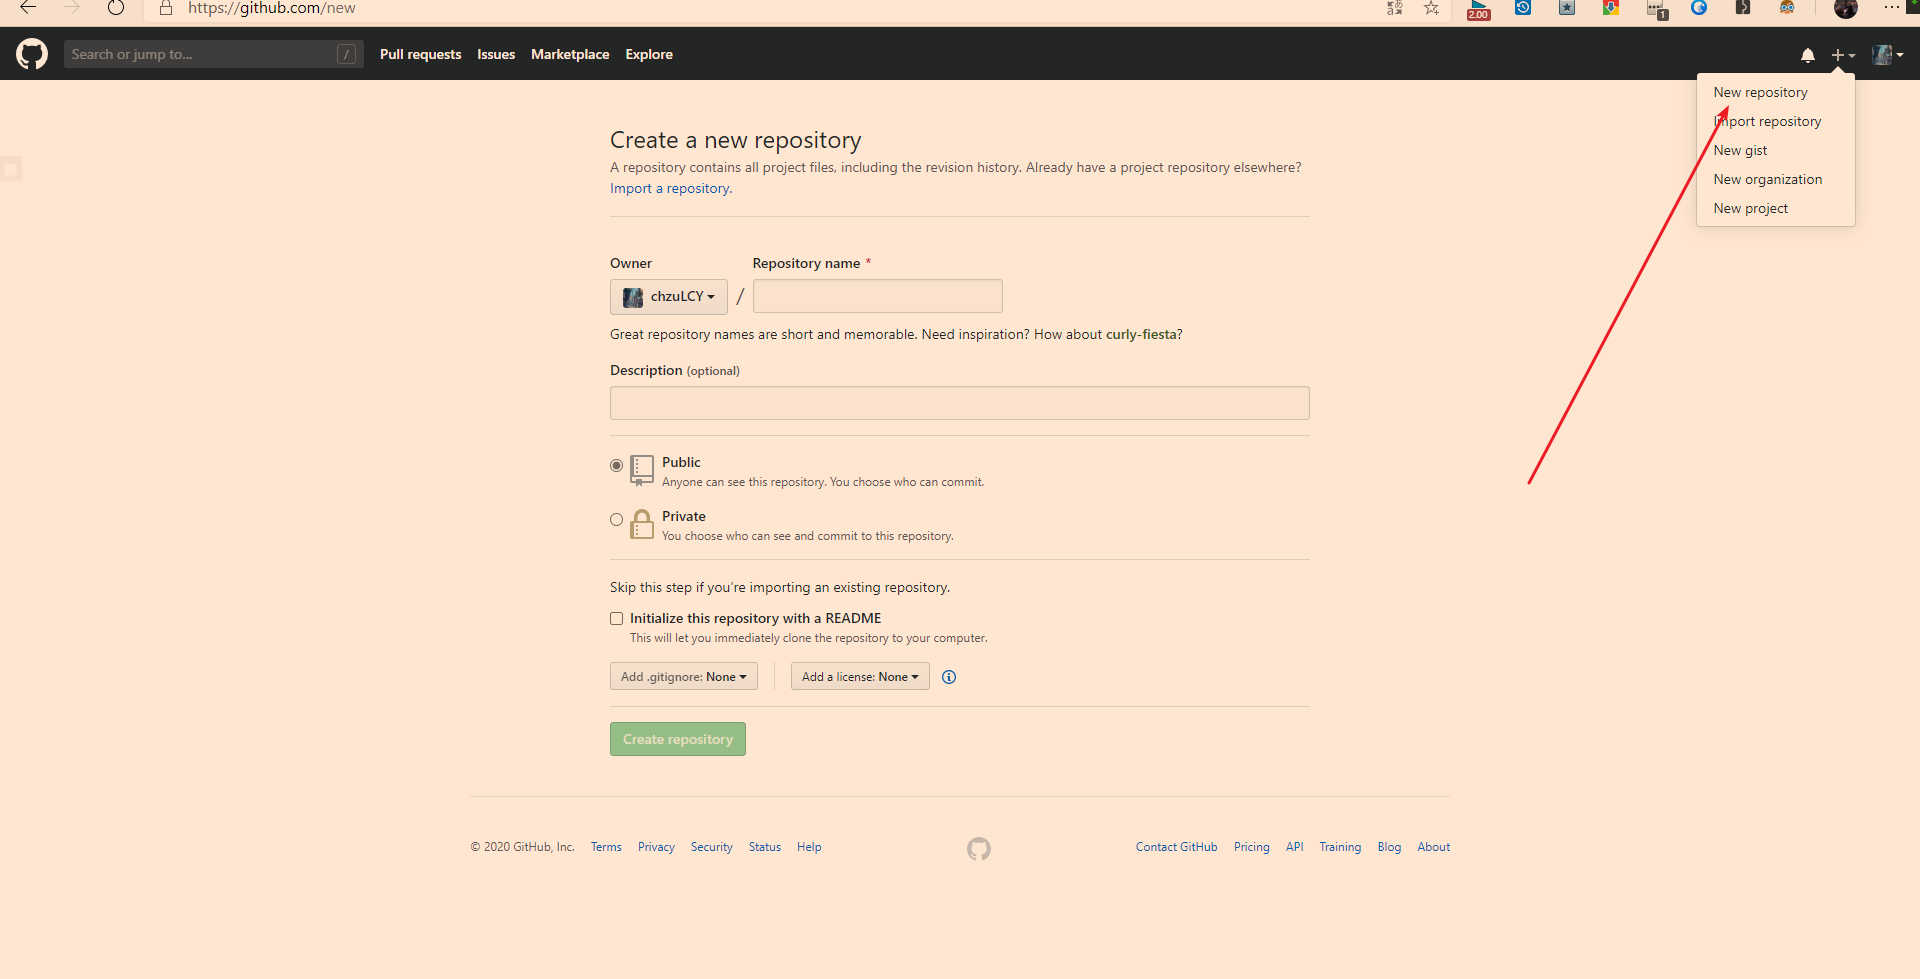 https://github.com/new
2.00
1
Search or jump to...
/
Pull requests Issues Marketplace Explore
New repository
Import repository
New gist
New organization
New project
Create a new repository
A repository contains all project files, including the revision history. Already have a project repository elsewhere?
Import a repository.
Owner
Repository name *
chzuLCY
/
Great repository names are short and memorable. Need inspiration? How about curly-fiesta?
Description (optional)
Public
Anyone can see this repository. You choose who can commit.
Private
You choose who can see and commit to this repository.
Skip this step if you’re importing an existing repository.
Initialize this repository with a README
This will let you immediately clone the repository to your computer.
Add .gitignore: None
Add a license: None
Create repository
© 2020 GitHub, Inc. Terms Privacy Security Status Help
Contact GitHub Pricing API Training Blog About